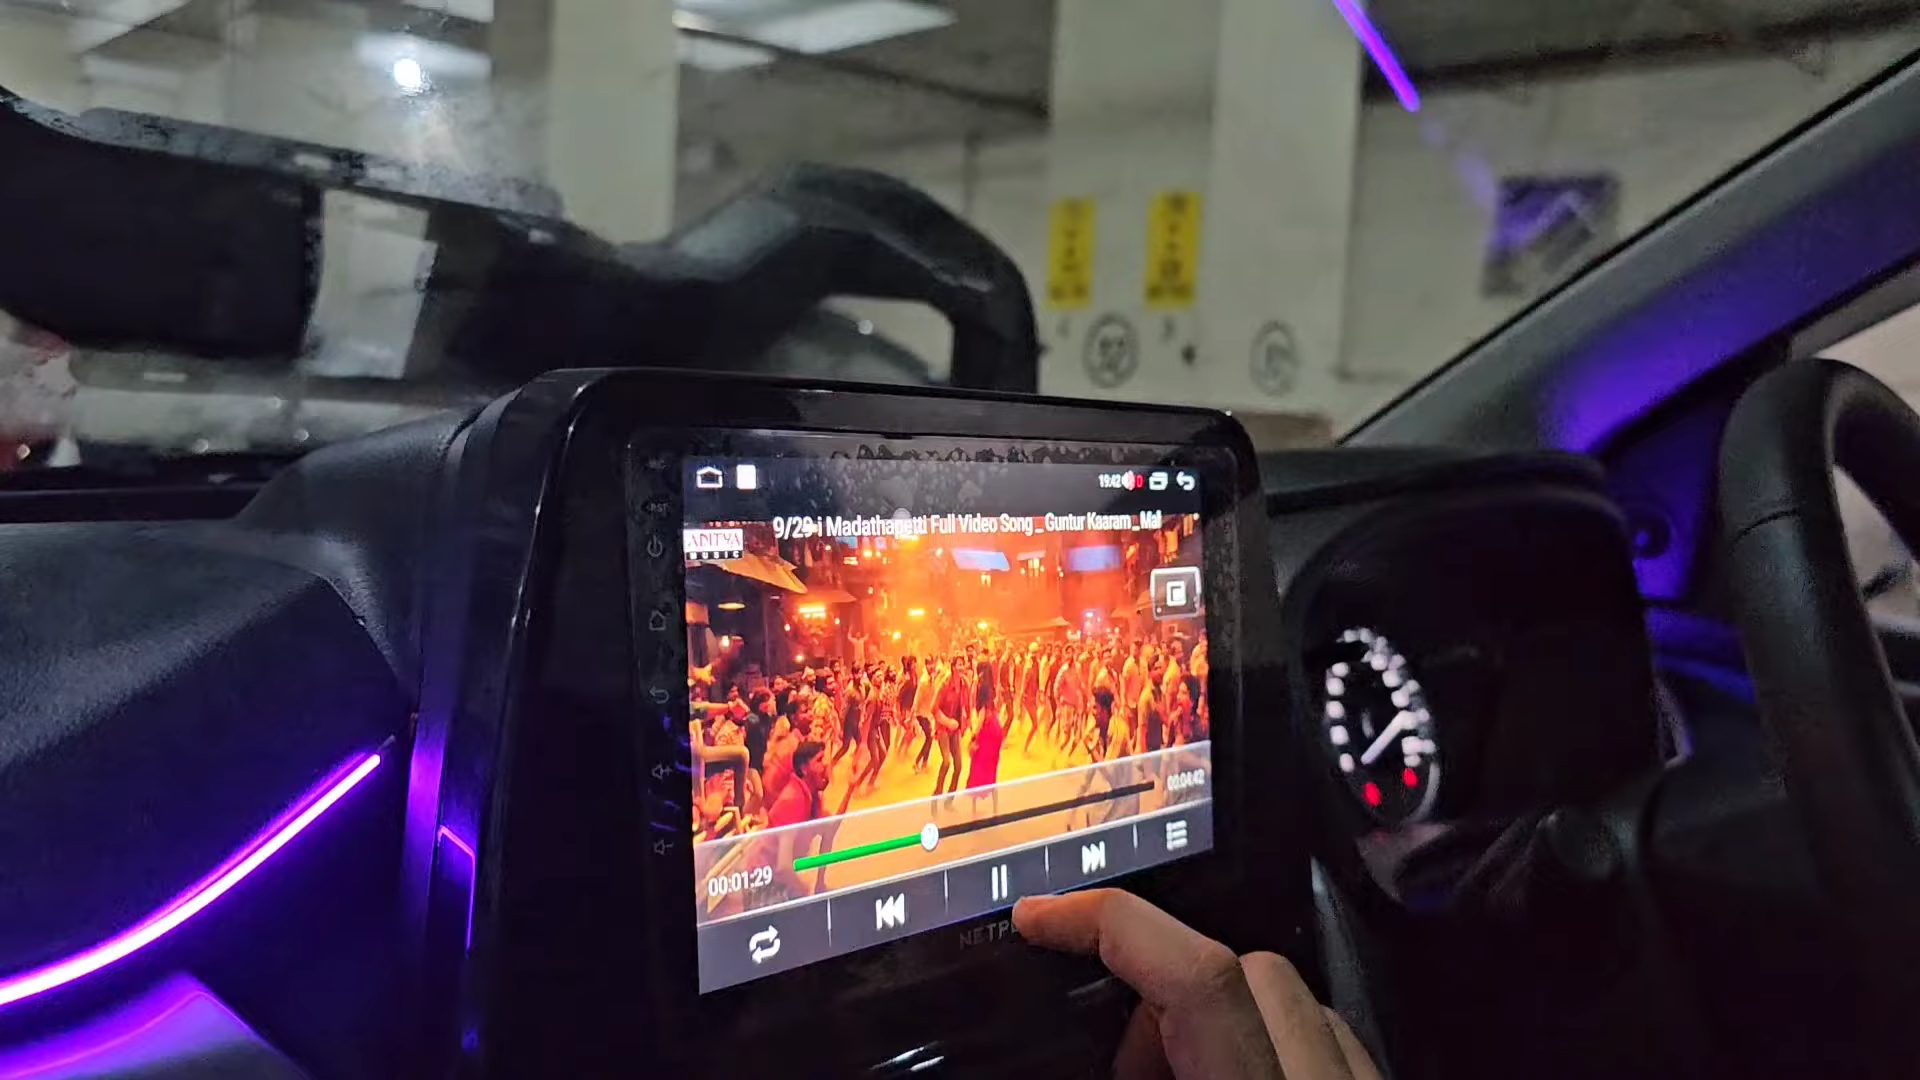 19:42
9/29 i Madathapetti Full Video Song _ Guntur Kaaram _ Mal
ADITYA
MUSIC
00:04:42
00:01:29
RST